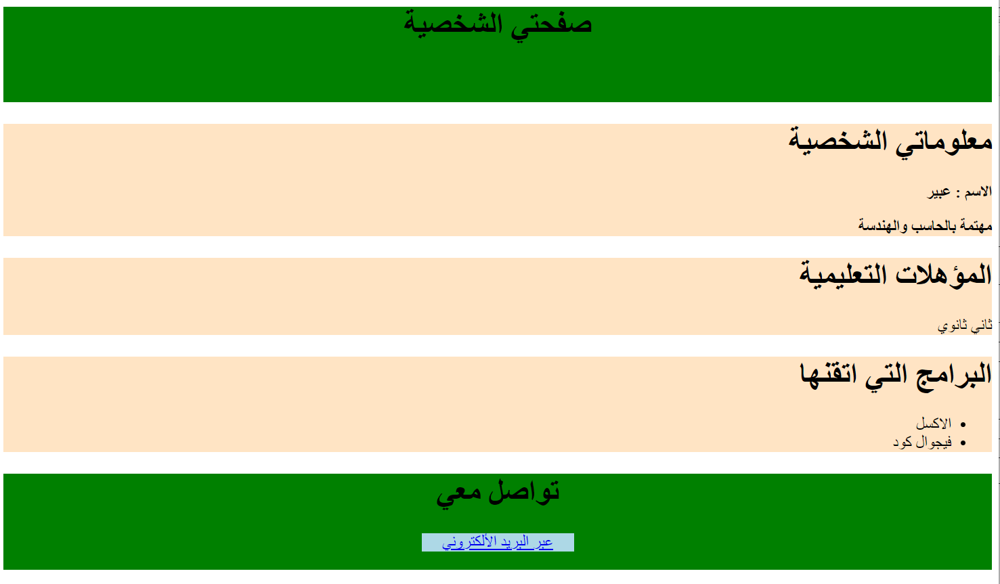 صفحتي الشخصية
معلوماتي الشخصية
الاسم : عبير
مهتمة بالحاسب والهندسة
المؤهلات التعليمية
ثاني ثانوي
البرامج التي اتقنها
• الاكسل
• فيجوال كود
تواصل معي
عبر البريد الألكتروني